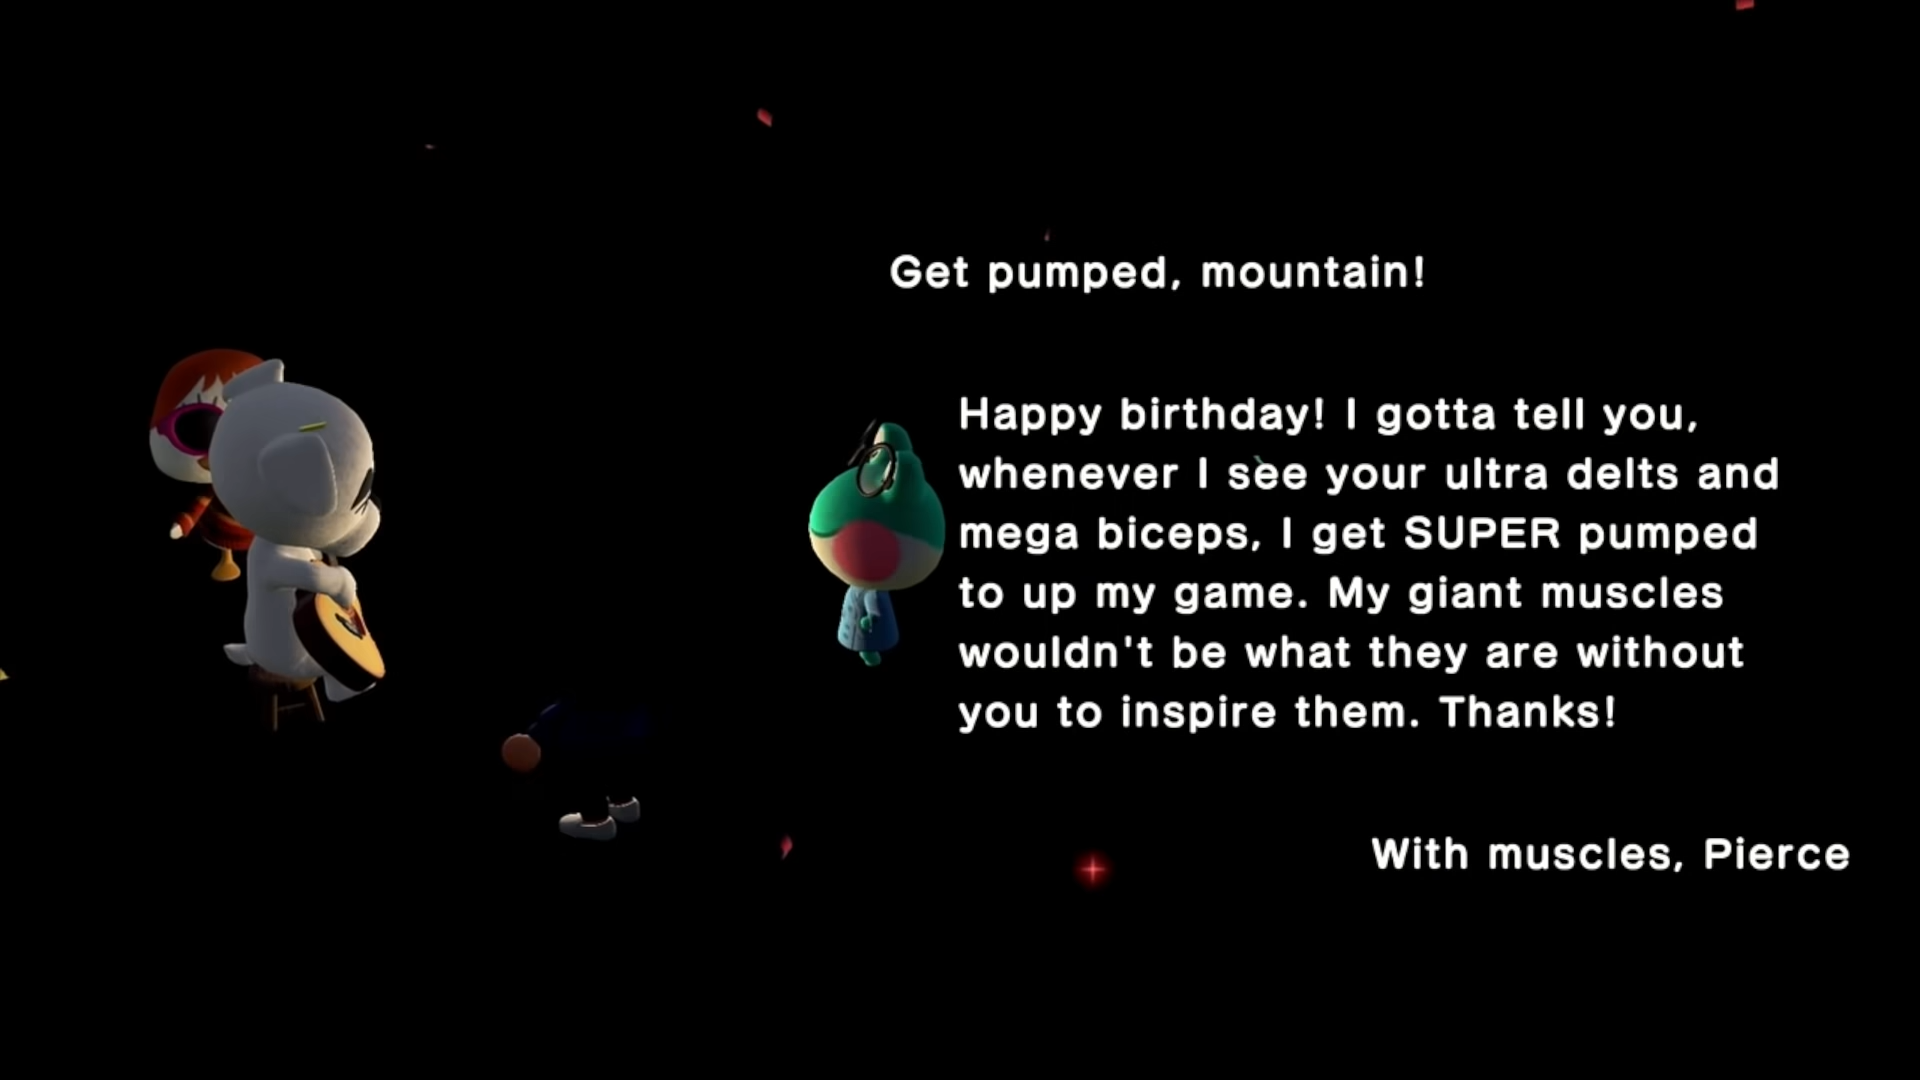 Get pumped, mountain!
Happy birthday! I gotta tell you,
whenever I see your ultra delts and
mega biceps, I get SUPER pumped
to up my game. My giant muscles
wouldn't be what they are without
you to inspire them. Thanks!
With muscles, Pierce